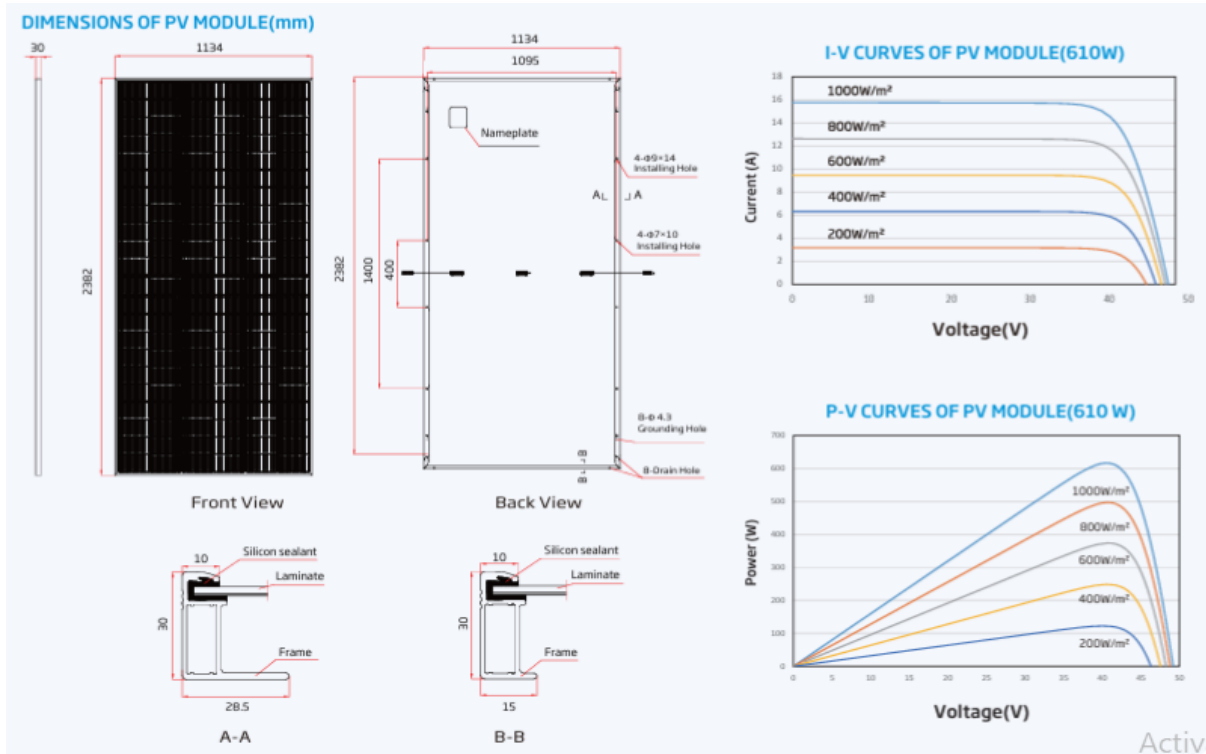 DIMENSIONS OF PV MODULE(mm)
30
1134
2382
Front View
1134
1095
Nameplate
4-Φ9×14
Installing Hole
A
A
4-Φ7×10
Installing Hole
2382
1400
400
8-Φ 4.3
Grounding Hole
B
B
8-Drain Hole
Back View
10
Silicon sealant
Laminate
30
Frame
28.5
A-A
10
Silicon sealant
Laminate
30
Frame
15
B-B
I-V CURVES OF PV MODULE(610W)
Current (A)
18
16
14
12
10
8
6
4
2
0
1000W/m²
800W/m²
600W/m²
400W/m²
200W/m²
0
10
20
30
40
50
Voltage(V)
P-V CURVES OF PV MODULE(610 W)
Power (W)
700
600
500
400
300
200
100
0
1000W/m²
800W/m²
600W/m²
400W/m²
200W/m²
0
5
10
15
20
25
30
35
40
45
50
Voltage(V)
Activ